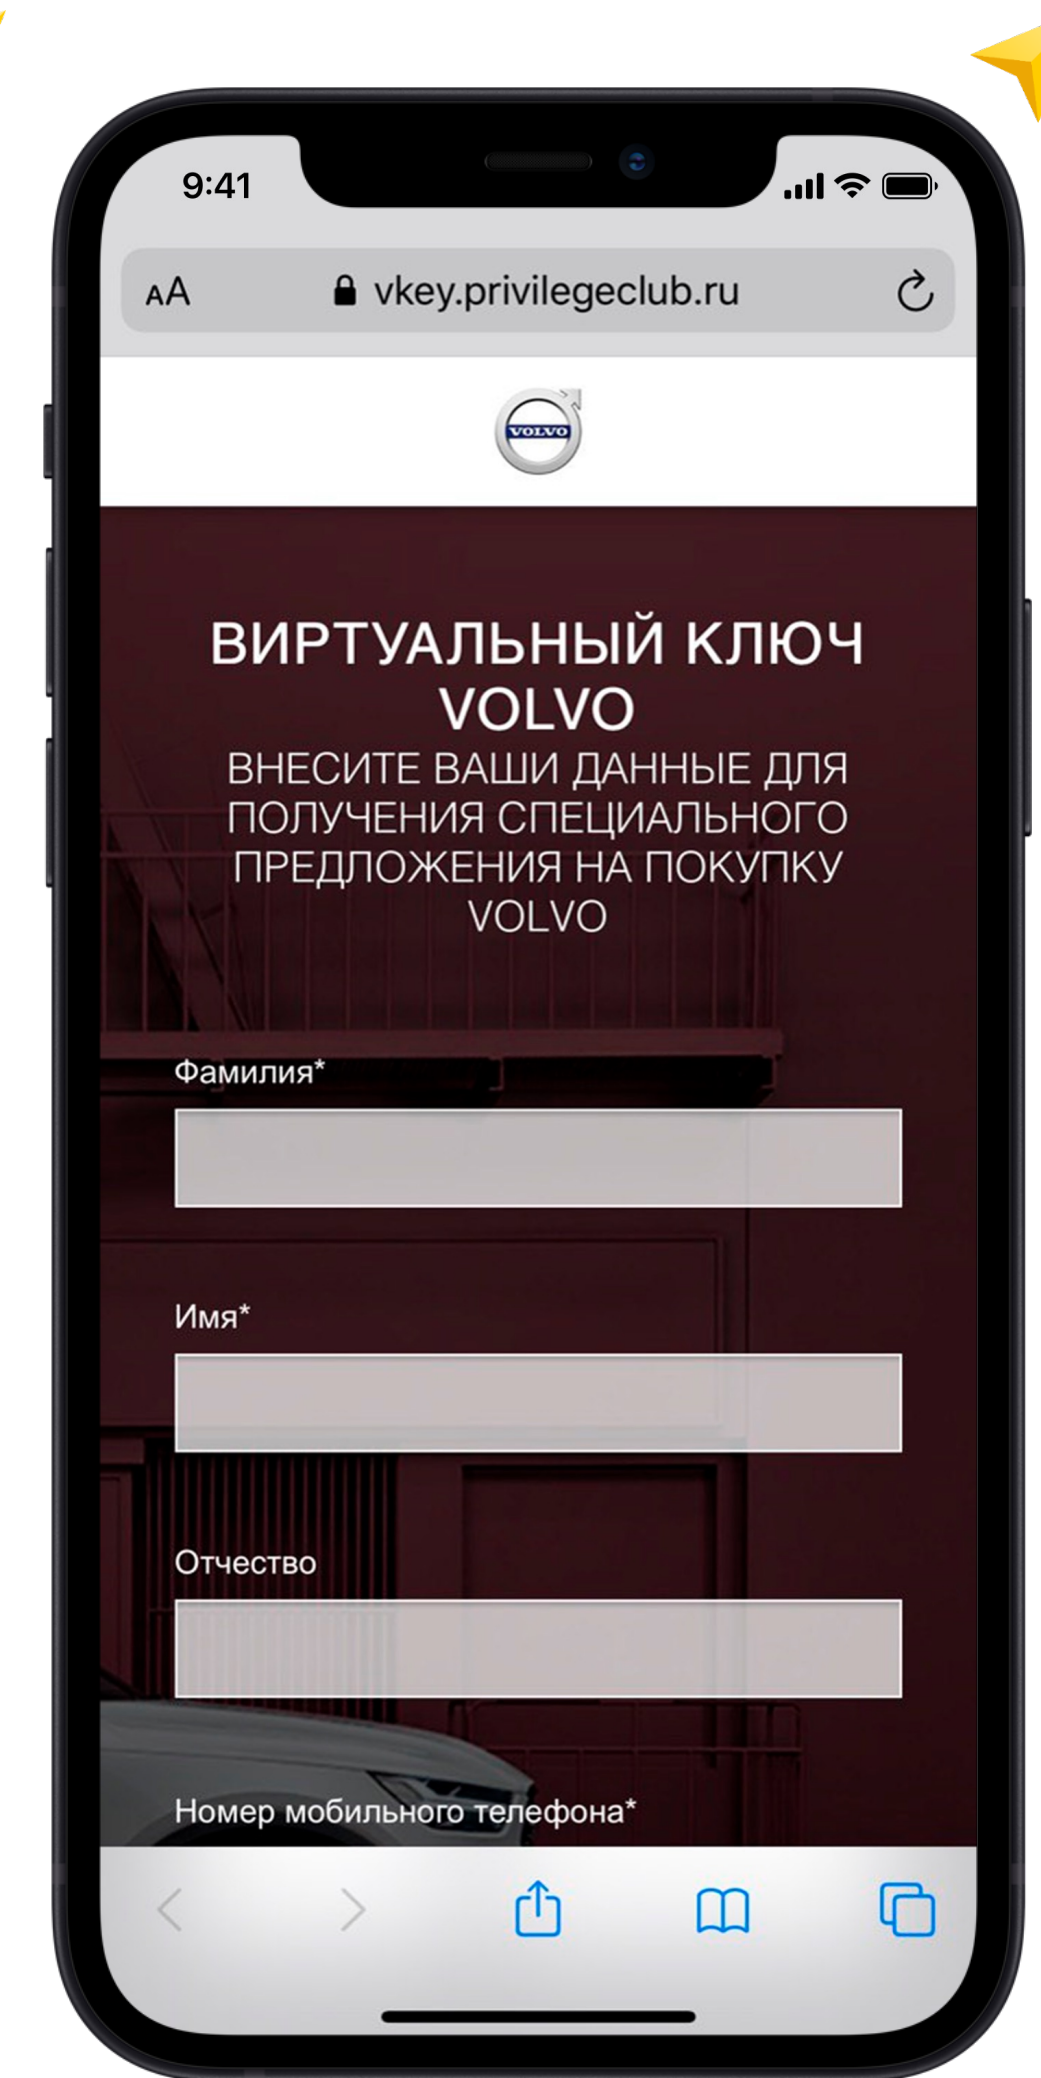 9:41
AA vkey.privilegeclub.ru
VOLVO
ВИРТУАЛЬНЫЙ КЛЮЧ
VOLVO
ВНЕСИТЕ ВАШИ ДАННЫЕ ДЛЯ
ПОЛУЧЕНИЯ СПЕЦИАЛЬНОГО
ПРЕДЛОЖЕНИЯ НА ПОКУПКУ
VOLVO
Фамилия*
Имя*
Отчество
Номер мобильного телефона*